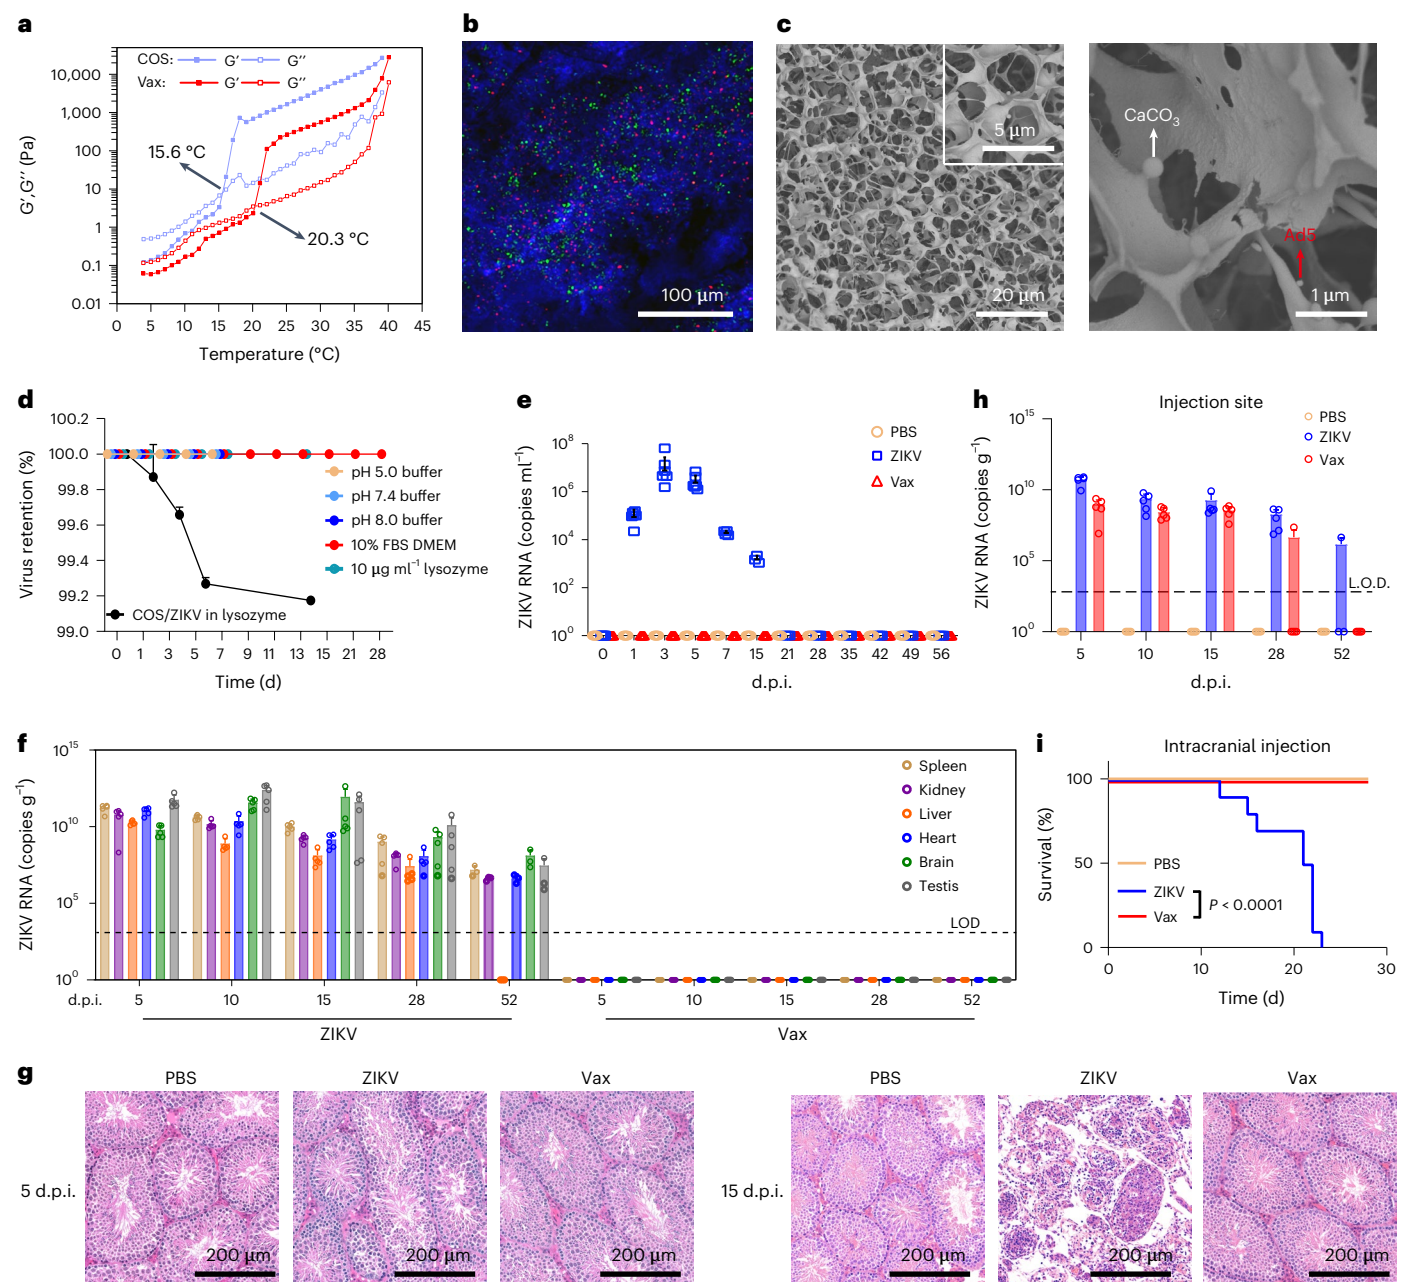 a
COS: G′ G′′
Vax: G′ G′′
10,000
1,000
100
10
1
0.1
0.01
15.6 °C
20.3 °C
G′,G′′ (Pa)
0 5 10 15 20 25 30 35 40 45
Temperature (°C)
b
100 µm
c
5 µm
20 µm
CaCO3
Ad5
1 µm
d
100.2
100.0
99.8
99.6
99.4
99.2
99.0
Virus retention (%)
pH 5.0 buffer
pH 7.4 buffer
pH 8.0 buffer
10% FBS DMEM
10 µg ml−1 lysozyme
COS/ZIKV in lysozyme
0 1 3 5 7 9 11 13 15 21 28
Time (d)
e
PBS
ZIKV
Vax
10^8
10^6
10^4
10^2
10^0
ZIKV RNA (copies ml−1)
0 1 3 5 7 15 21 28 35 42 49 56
d.p.i.
h
Injection site
PBS
ZIKV
Vax
10^15
10^10
10^5
10^0
ZIKV RNA (copies g−1)
L.O.D.
5 10 15 28 52
d.p.i.
f
10^15
10^10
10^5
10^0
ZIKV RNA (copies g−1)
Spleen
Kidney
Liver
Heart
Brain
Testis
LOD
d.p.i. 5 10 15 28 52 5 10 15 28 52
ZIKV Vax
i
Intracranial injection
100
50
0
Survival (%)
PBS
ZIKV
Vax
P < 0.0001
0 10 20 30
Time (d)
g
PBS ZIKV Vax PBS ZIKV Vax
5 d.p.i. 15 d.p.i.
200 µm 200 µm 200 µm 200 µm 200 µm 200 µm